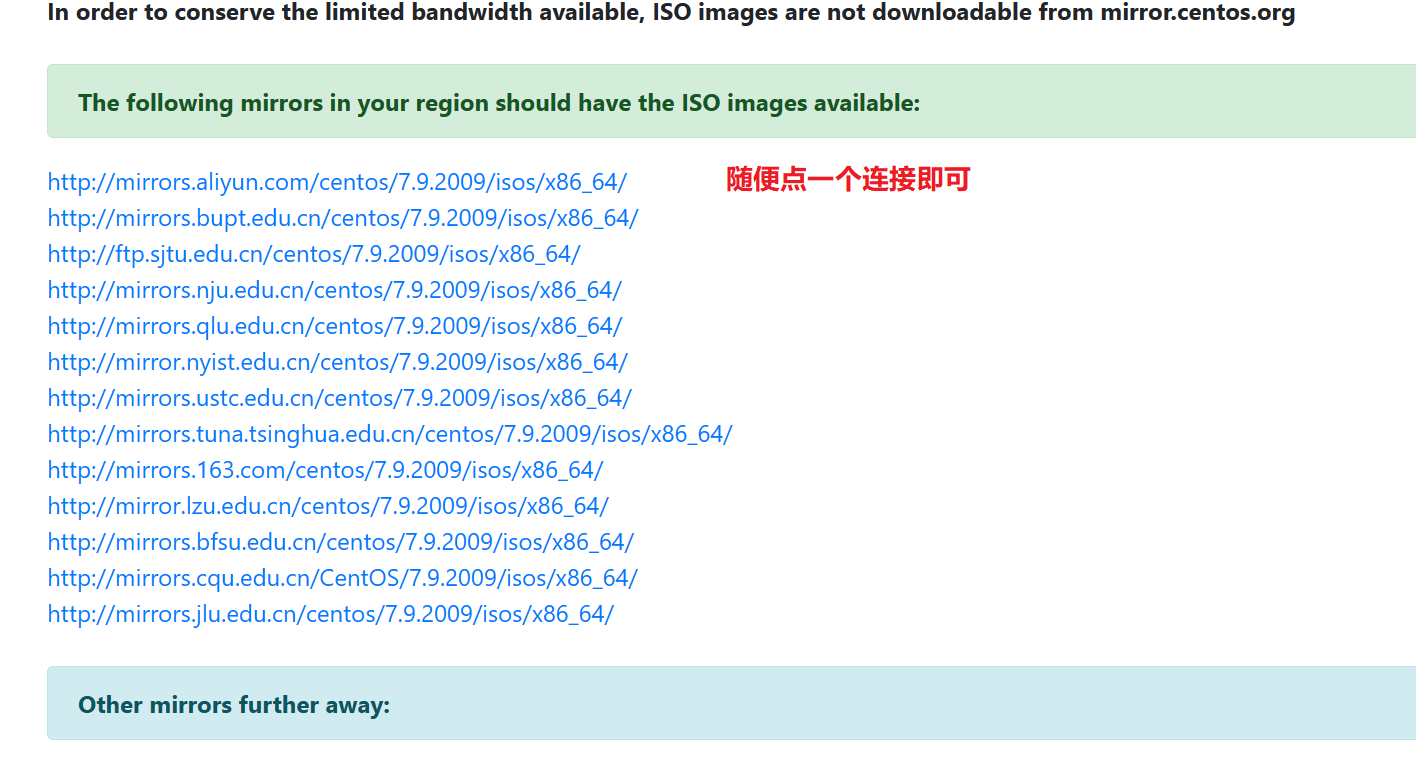 In order to conserve the limited bandwidth available, ISO images are not downloadable from mirror.centos.org
The following mirrors in your region should have the ISO images available:
http://mirrors.aliyun.com/centos/7.9.2009/isos/x86_64/ 随便点一个连接即可
http://mirrors.bupt.edu.cn/centos/7.9.2009/isos/x86_64/
http://ftp.sjtu.edu.cn/centos/7.9.2009/isos/x86_64/
http://mirrors.nju.edu.cn/centos/7.9.2009/isos/x86_64/
http://mirrors.qlu.edu.cn/centos/7.9.2009/isos/x86_64/
http://mirror.nyist.edu.cn/centos/7.9.2009/isos/x86_64/
http://mirrors.ustc.edu.cn/centos/7.9.2009/isos/x86_64/
http://mirrors.tuna.tsinghua.edu.cn/centos/7.9.2009/isos/x86_64/
http://mirrors.163.com/centos/7.9.2009/isos/x86_64/
http://mirror.lzu.edu.cn/centos/7.9.2009/isos/x86_64/
http://mirrors.bfsu.edu.cn/centos/7.9.2009/isos/x86_64/
http://mirrors.cqu.edu.cn/CentOS/7.9.2009/isos/x86_64/
http://mirrors.jlu.edu.cn/centos/7.9.2009/isos/x86_64/
Other mirrors further away: